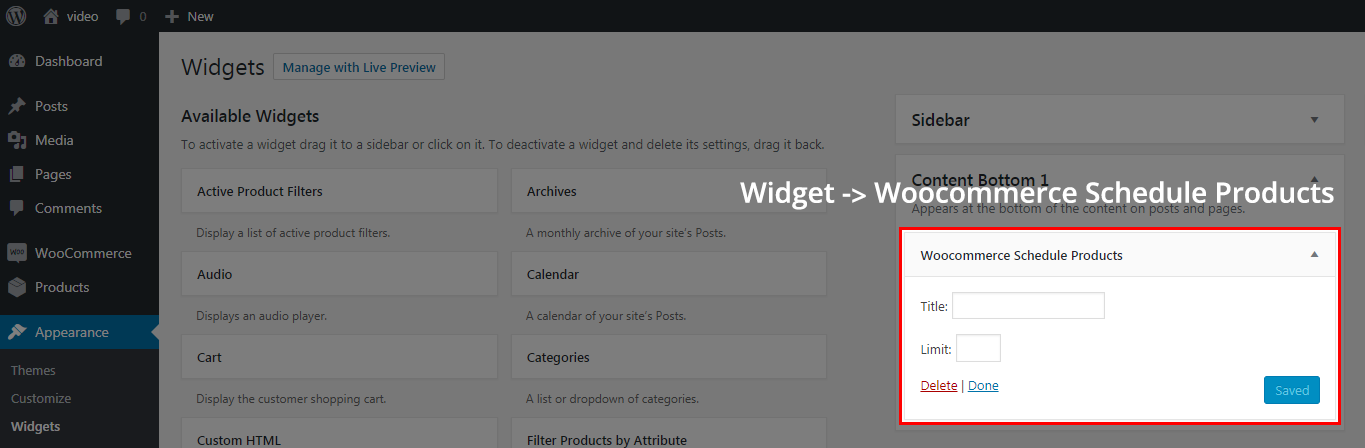 video 0 New
Dashboard
Posts
Media
Pages
Comments
WOO WooCommerce
Products
Appearance
Themes
Customize
Widgets
Widgets Manage with Live Preview
Available Widgets
To activate a widget drag it to a sidebar or click on it. To deactivate a widget and delete its settings, drag it back.
Active Product Filters
Display a list of active product filters.
Archives
A monthly archive of your site's Posts.
Audio
Displays an audio player.
Calendar
A calendar of your site's Posts.
Cart
Display the customer shopping cart.
Categories
A list or dropdown of categories.
Custom HTML
Filter Products by Attribute
Sidebar
Content Bottom 1
Widget -> Woocommerce Schedule Products
Appears at the bottom of the content on posts and pages.
Woocommerce Schedule Products
Title:
Limit:
Delete | Done
Saved